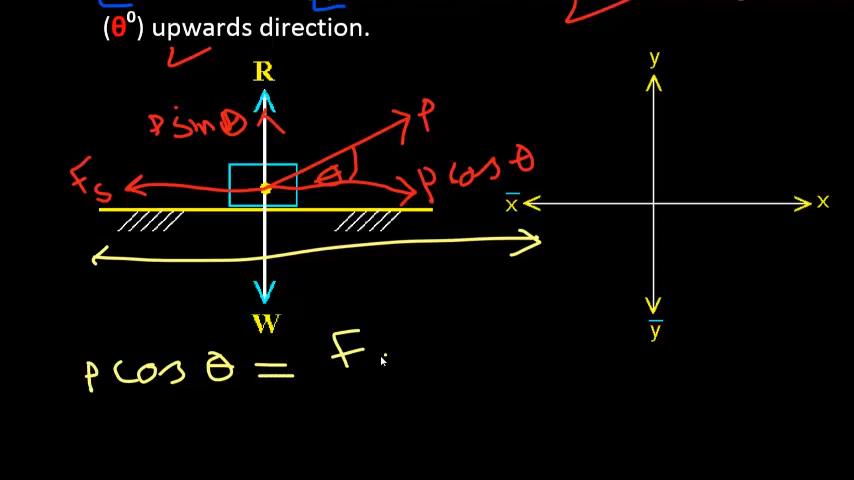 (θ⁰) upwards direction.
R
y
P sin θ
P
θ
Fs
P cos θ
x̅
x
W
y̅
P cos θ = F